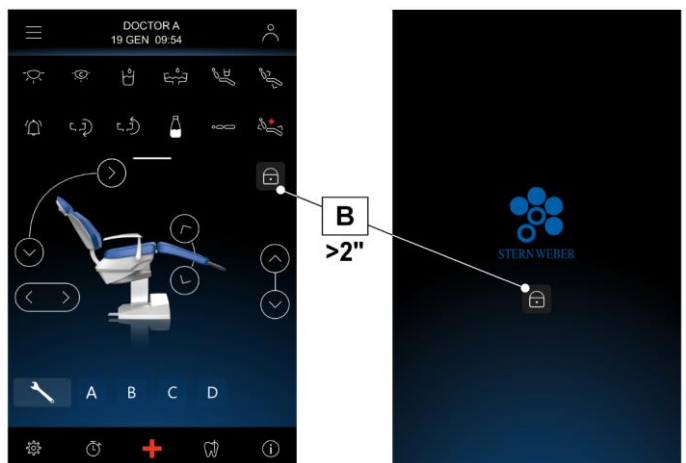 DOCTOR A
19 GEN 09:54
B
>2"
STERN WEBER
A B C D